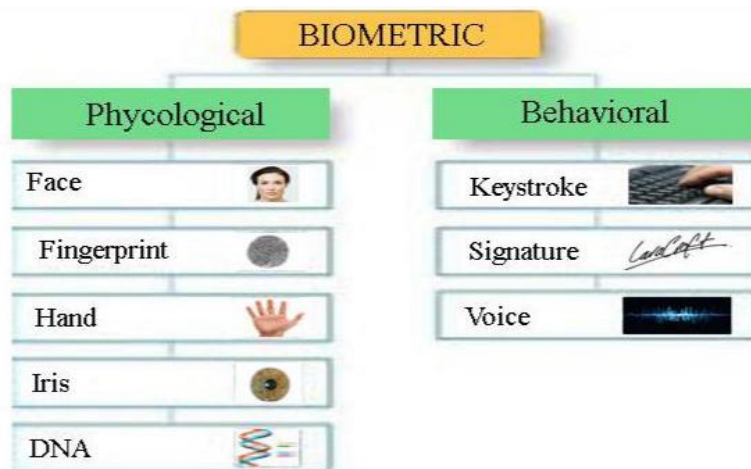 BIOMETRIC
Phycological
Face
Fingerprint
Hand
Iris
DNA
Behavioral
Keystroke
Signature
Voice